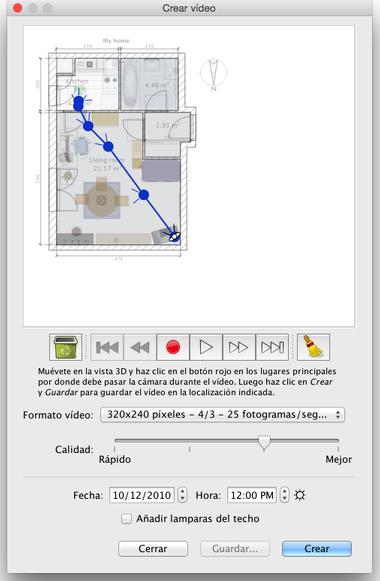 Crear vídeo
My home
Kitchen
4.46 m²
2.93 m²
Living room
21.57 m²
N
Muévete en la vista 3D y haz clic en el botón rojo en los lugares principales
por donde debe pasar la cámara durante el vídeo. Luego haz clic en Crear
y Guardar para guardar el vídeo en la localización indicada.
Formato vídeo: 320x240 píxeles - 4/3 - 25 fotogramas/seg...
Calidad:
Rápido Mejor
Fecha: 10/12/2010 Hora: 12:00 PM
Añadir lamparas del techo
Cerrar Guardar... Crear